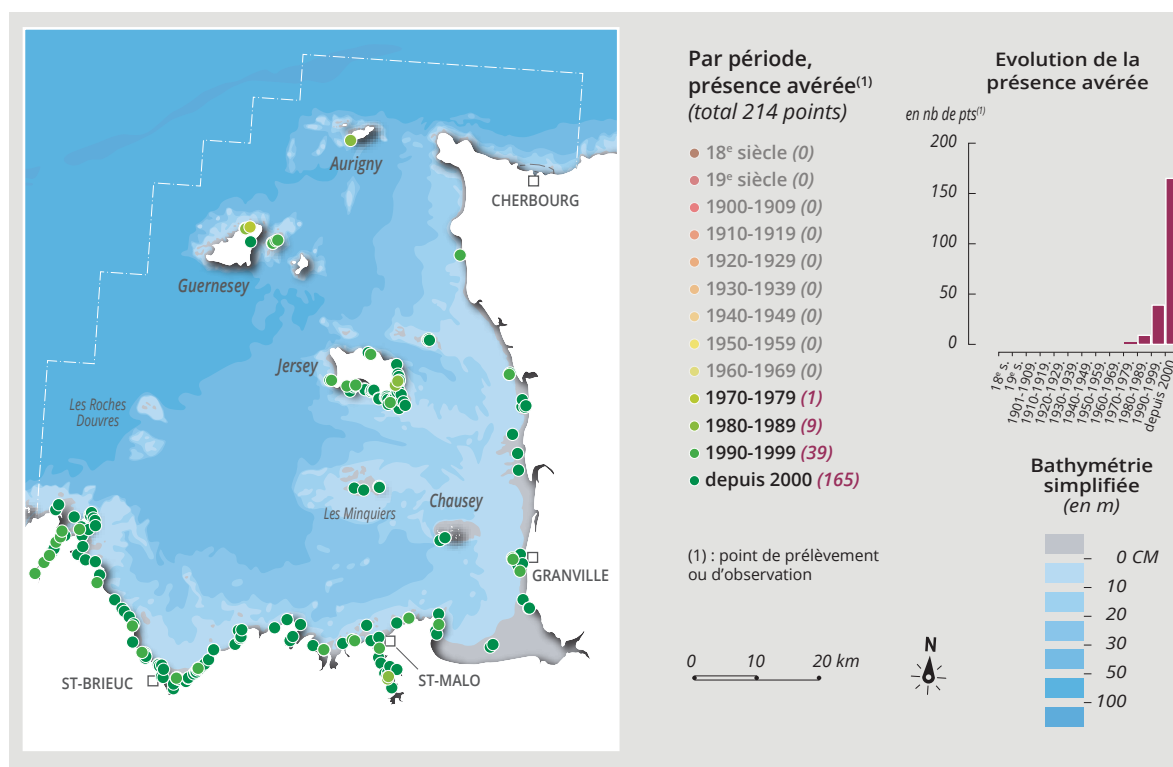 Aurigny
CHERBOURG
Guernesey
Jersey
Les Roches
Douvres
Les Minquiers
Chausey
GRANVILLE
ST-MALO
ST-BRIEUC
Par période,
présence avérée(1)
(total 214 points)
18e siècle (0)
19e siècle (0)
1900-1909 (0)
1910-1919 (0)
1920-1929 (0)
1930-1939 (0)
1940-1949 (0)
1950-1959 (0)
1960-1969 (0)
1970-1979 (1)
1980-1989 (9)
1990-1999 (39)
depuis 2000 (165)
(1) : point de prélèvement
ou d'observation
0 10 20 km
N
Evolution de la
présence avérée
en nb de pts(1)
200
150
100
50
0
18e s.
19e s.
1901-1909.
1910-1919.
1920-1929.
1930-1939.
1940-1949.
1950-1959.
1960-1969.
1970-1979.
1980-1989.
1990-1999.
depuis 2000.
Bathymétrie
simplifiée
(en m)
0 CM
10
20
30
50
100